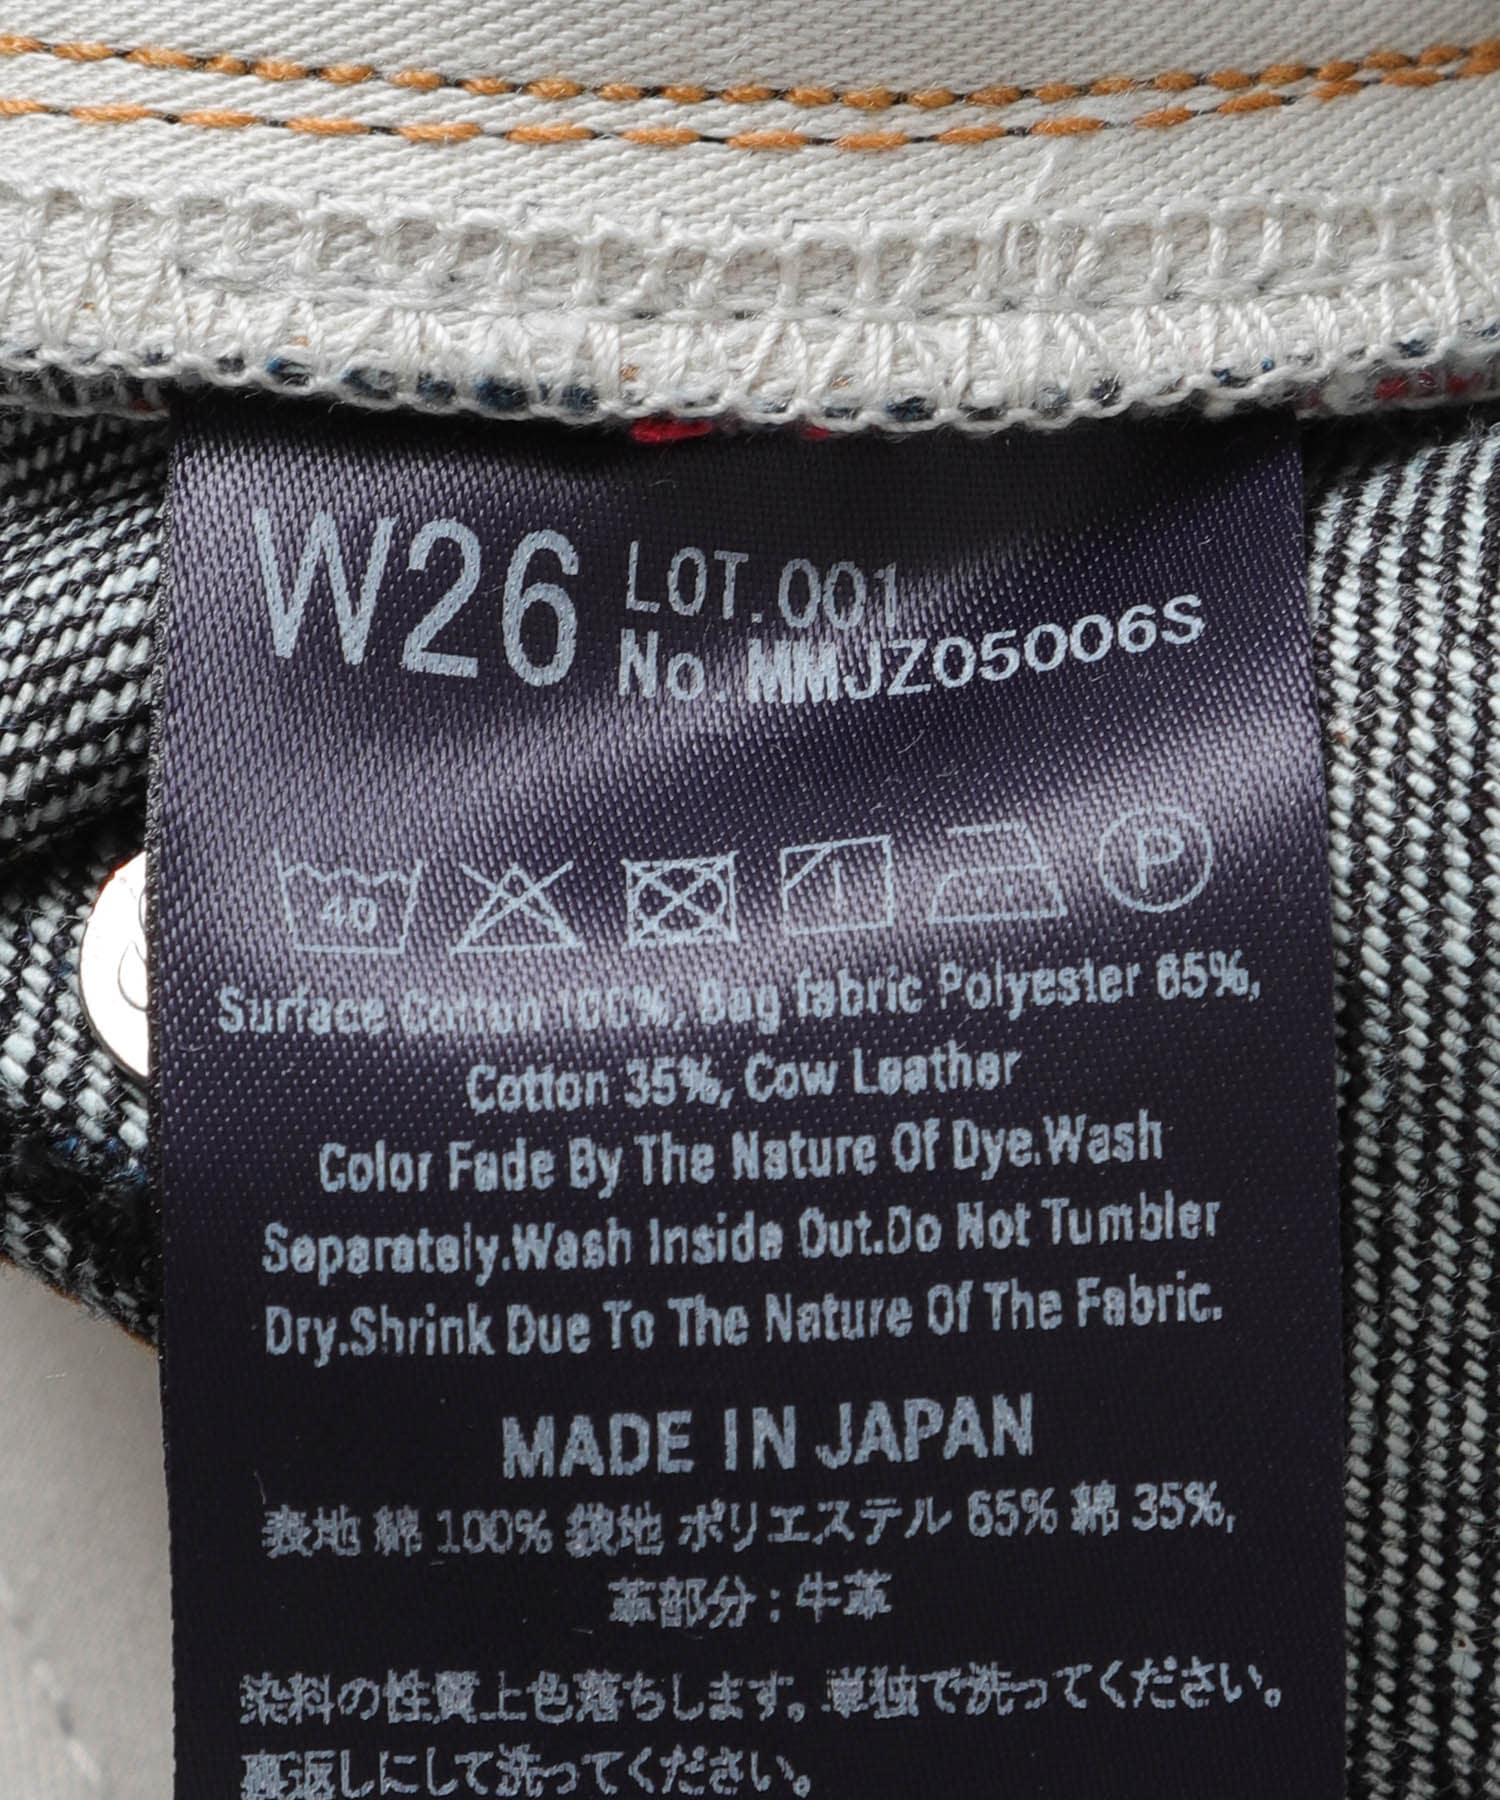 W26 LOT.001
No. MMJZ05006S
40 P
Surface Cotton 100%, Bag fabric Polyester 65%,
Cotton 35%, Cow Leather
Color Fade By The Nature Of Dye.Wash
Separately.Wash Inside Out.Do Not Tumbler
Dry.Shrink Due To The Nature Of The Fabric.
MADE IN JAPAN
表地 綿 100% 袋地 ポリエステル 65% 綿 35%,
革部分 : 牛革
染料の性質上色落ちします。単独で洗ってください。
裏返しにして洗ってください。